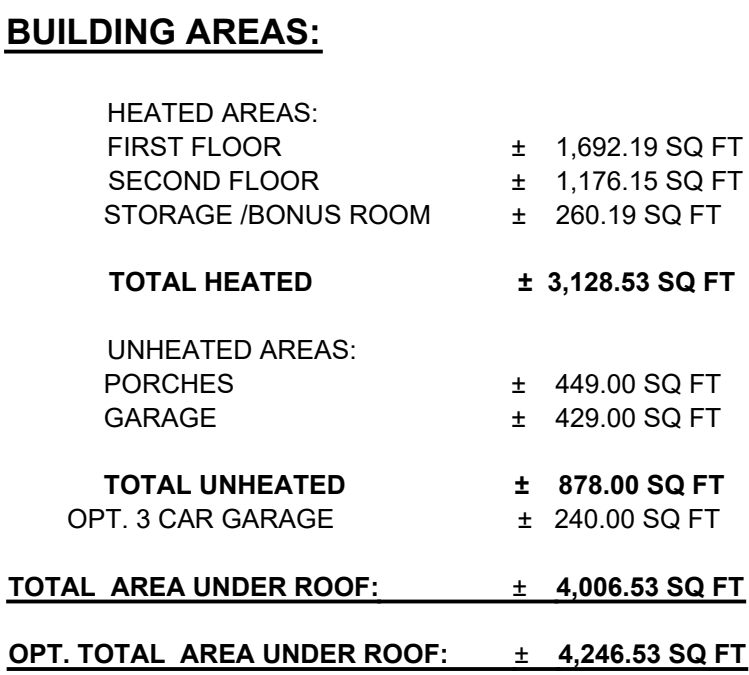 BUILDING AREAS:
HEATED AREAS:
FIRST FLOOR ± 1,692.19 SQ FT
SECOND FLOOR ± 1,176.15 SQ FT
STORAGE /BONUS ROOM ± 260.19 SQ FT
TOTAL HEATED ± 3,128.53 SQ FT
UNHEATED AREAS:
PORCHES ± 449.00 SQ FT
GARAGE ± 429.00 SQ FT
TOTAL UNHEATED ± 878.00 SQ FT
OPT. 3 CAR GARAGE ± 240.00 SQ FT
TOTAL AREA UNDER ROOF: ± 4,006.53 SQ FT
OPT. TOTAL AREA UNDER ROOF: ± 4,246.53 SQ FT